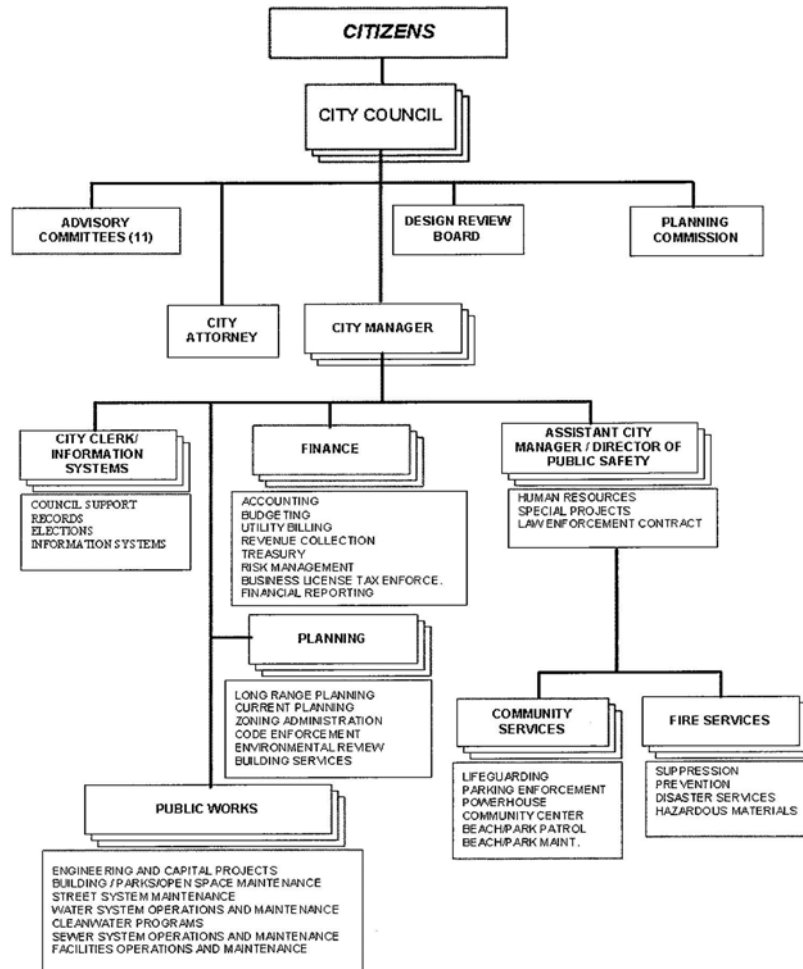 CITIZENS
CITY COUNCIL
ADVISORY
COMMITTEES (11)
DESIGN REVIEW
BOARD
PLANNING
COMMISSION
CITY
ATTORNEY
CITY MANAGER
CITY CLERK/
INFORMATION
SYSTEMS
COUNCIL SUPPORT
RECORDS
ELECTIONS
INFORMATION SYSTEMS
FINANCE
ACCOUNTING
BUDGETING
UTILITY BILLING
REVENUE COLLECTION
TREASURY
RISK MANAGEMENT
BUSINESS LICENSE TAX ENFORCE.
FINANCIAL REPORTING
ASSISTANT CITY
MANAGER / DIRECTOR OF
PUBLIC SAFETY
HUMAN RESOURCES
SPECIAL PROJECTS
LAW ENFORCEMENT CONTRACT
PLANNING
LONG RANGE PLANNING
CURRENT PLANNING
ZONING ADMINISTRATION
CODE ENFORCEMENT
ENVIRONMENTAL REVIEW
BUILDING SERVICES
COMMUNITY
SERVICES
LIFEGUARDING
PARKING ENFORCEMENT
POWERHOUSE
COMMUNITY CENTER
BEACH/PARK PATROL
BEACH/PARK MAINT.
FIRE SERVICES
SUPPRESSION
PREVENTION
DISASTER SERVICES
HAZARDOUS MATERIALS
PUBLIC WORKS
ENGINEERING AND CAPITAL PROJECTS
BUILDING / PARKS/OPEN SPACE MAINTENANCE
STREET SYSTEM MAINTENANCE
WATER SYSTEM OPERATIONS AND MAINTENANCE
CLEANWATER PROGRAMS
SEWER SYSTEM OPERATIONS AND MAINTENANCE
FACILITIES OPERATIONS AND MAINTENANCE